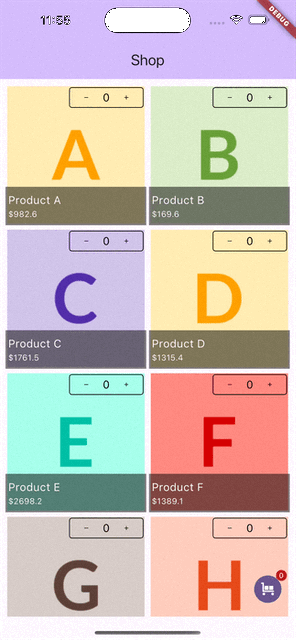 11:56
DEBUG
Shop
- 0 +
- 0 +
A
B
Product A
$982.6
Product B
$169.6
- 0 +
- 0 +
C
D
Product C
$1761.5
Product D
$1315.4
- 0 +
- 0 +
E
F
Product E
$2698.2
Product F
$1389.1
- 0 +
- 0 +
G
H
0